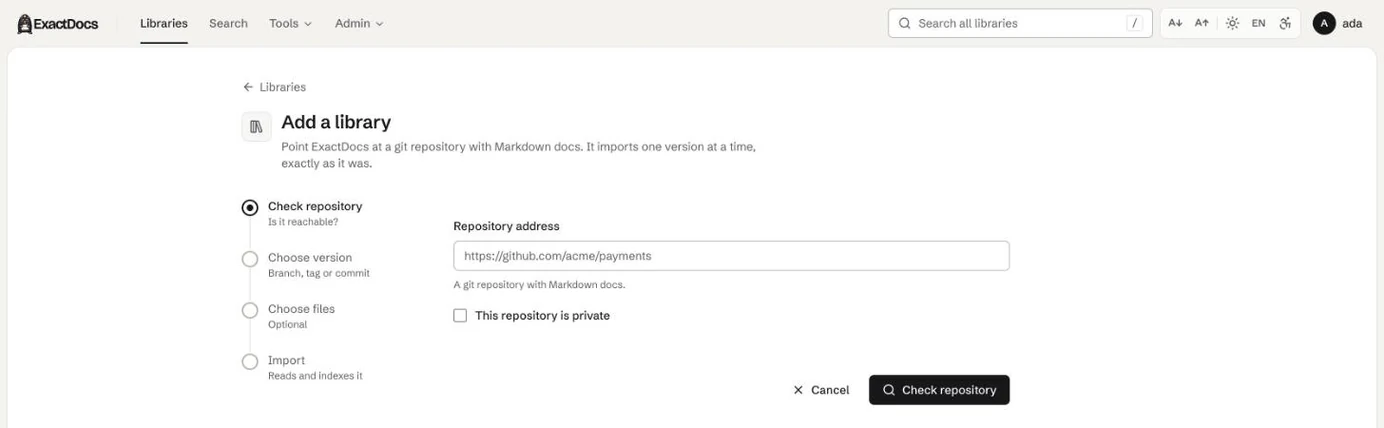 ExactDocs
Libraries
Search
Tools
Admin
Search all libraries
/
A↓
A↑
EN
A
ada
← Libraries
Add a library
Point ExactDocs at a git repository with Markdown docs. It imports one version at a time,
exactly as it was.
Check repository
Is it reachable?
Choose version
Branch, tag or commit
Choose files
Optional
Import
Reads and indexes it
Repository address
https://github.com/acme/payments
A git repository with Markdown docs.
This repository is private
Cancel
Check repository